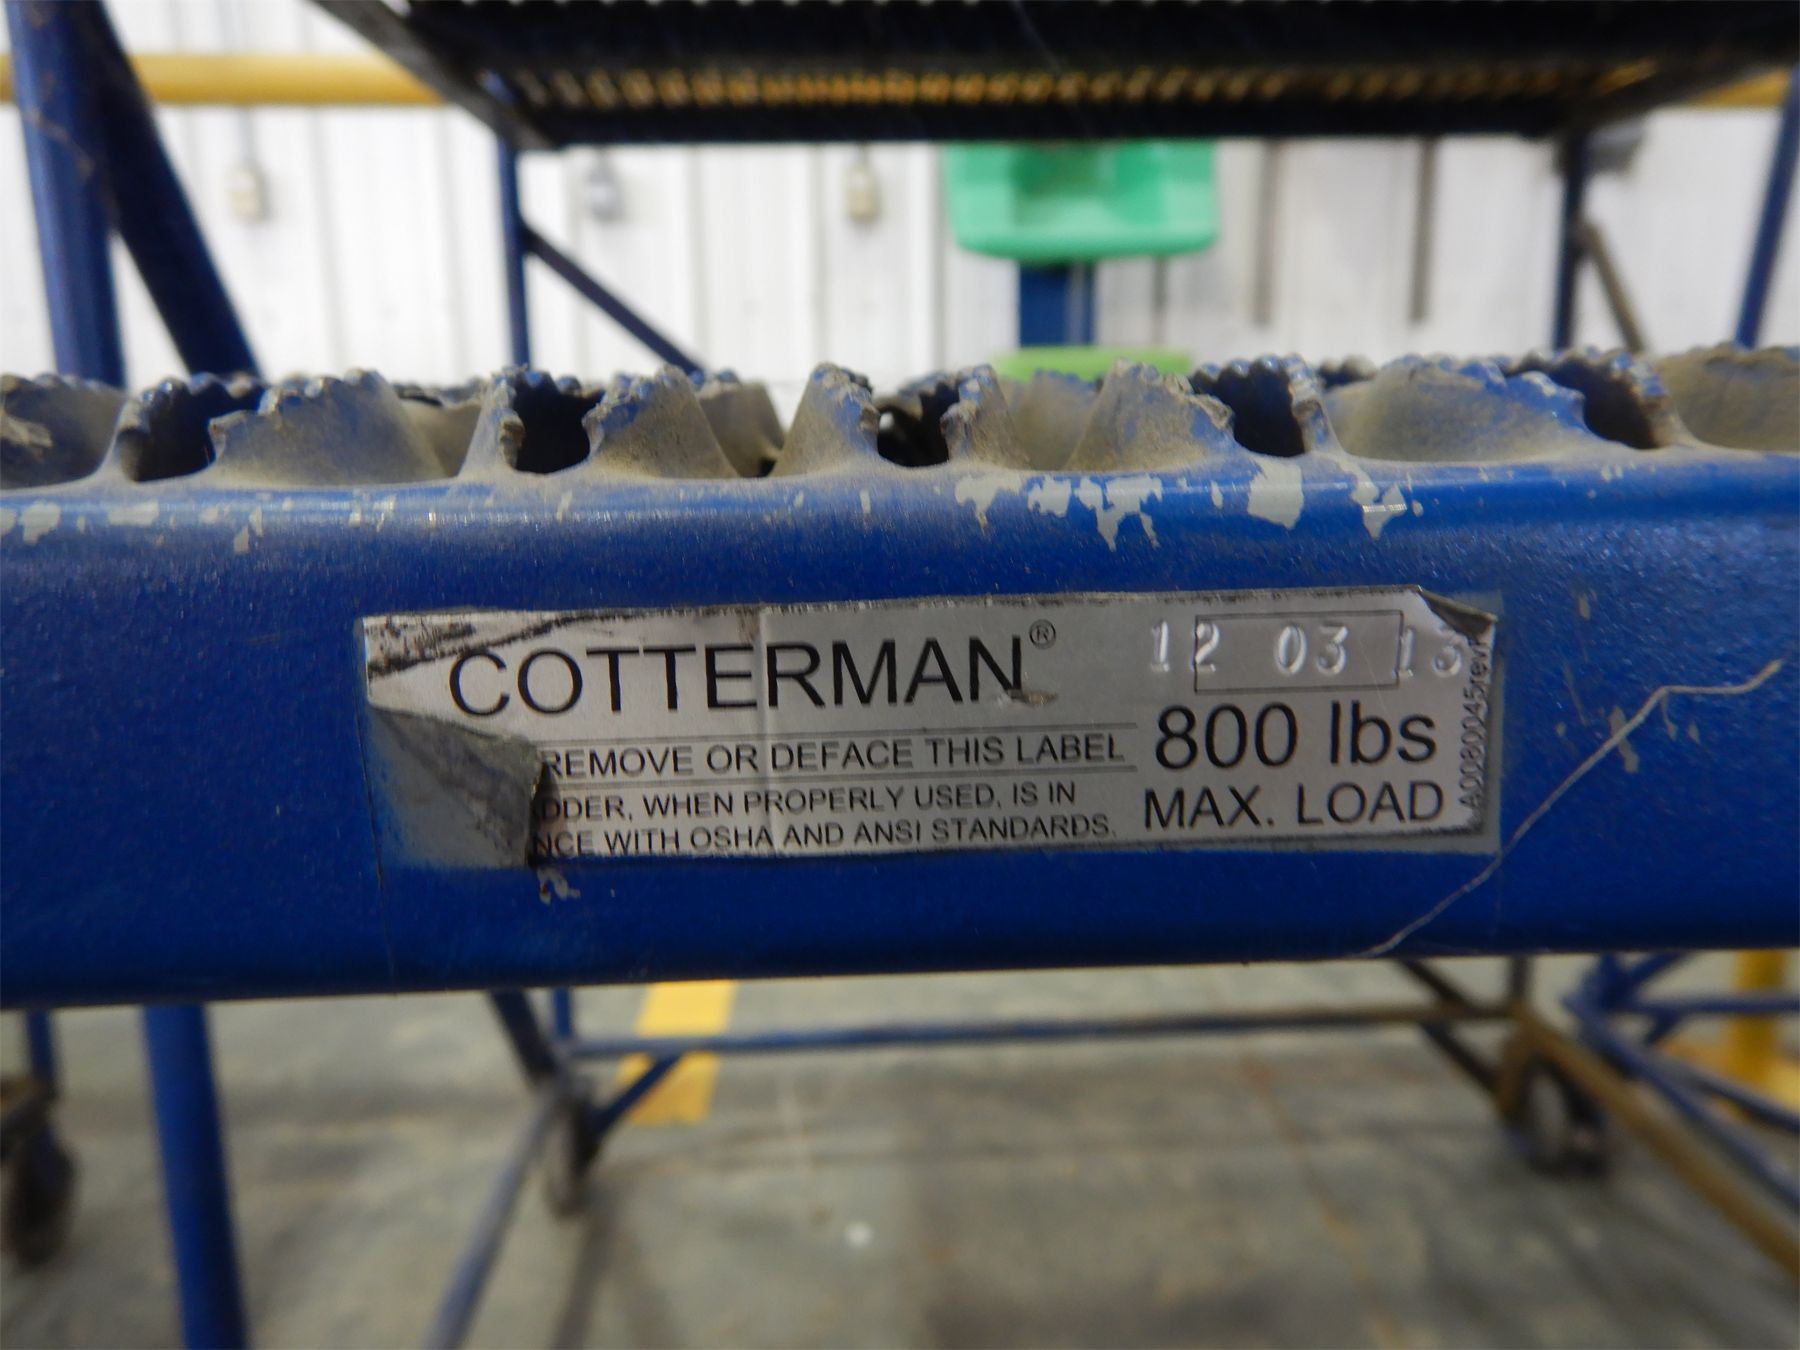 COTTERMAN®
12 03 13
REMOVE OR DEFACE THIS LABEL
DDER, WHEN PROPERLY USED, IS IN
NCE WITH OSHA AND ANSI STANDARDS.
800 lbs
MAX. LOAD